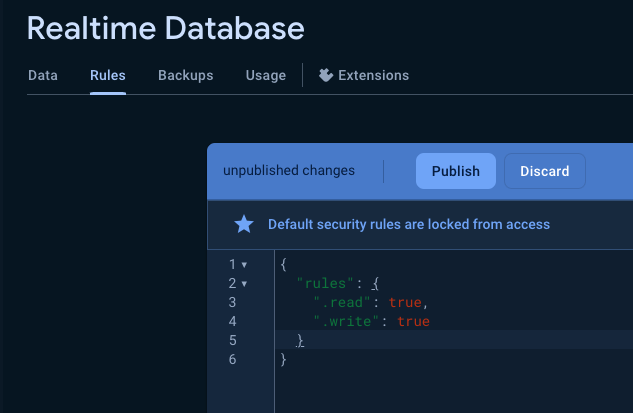 Realtime Database
Data Rules Backups Usage Extensions
unpublished changes Publish Discard
Default security rules are locked from access
1 {
2 "rules": {
3 ".read": true,
4 ".write": true
5 }
6 }